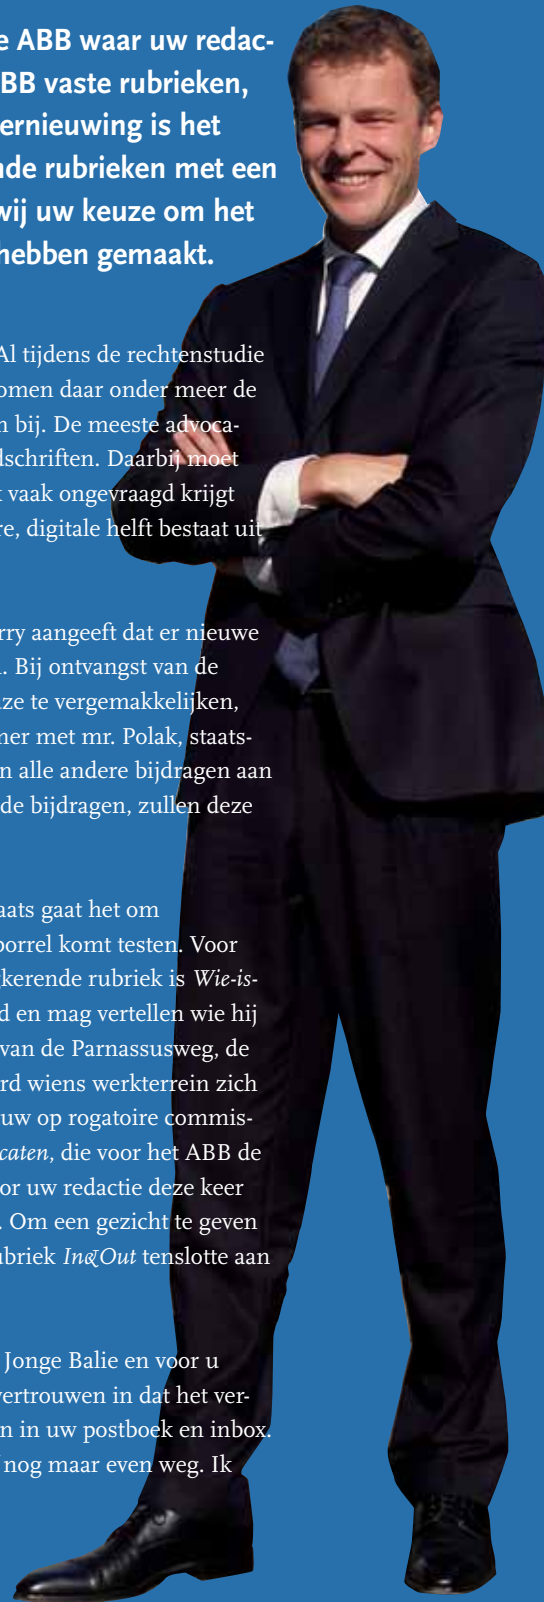 e ABB waar uw redac-
BB vaste rubrieken,
ernieuwing is het
nde rubrieken met een
wij uw keuze om het
hebben gemaakt.
Al tijdens de rechtenstudie
omen daar onder meer de
n bij. De meeste advoca-
dschriften. Daarbij moet
k vaak ongevraagd krijgt
re, digitale helft bestaat uit
rry aangeeft dat er nieuwe
n. Bij ontvangst van de
uze te vergemakkelijken,
mer met mr. Polak, staats-
n alle andere bijdragen aan
de bijdragen, zullen deze
aats gaat het om
borrel komt testen. Voor
gkerende rubriek is Wie-is-
d en mag vertellen wie hij
van de Parnassusweg, de
rd wiens werkterrein zich
uw op rogatoire commis-
caten, die voor het ABB de
or uw redactie deze keer
. Om een gezicht te geven
ubriek In&Out tenslotte aan
Jonge Balie en voor u
vertrouwen in dat het ver-
n in uw postboek en inbox.
f nog maar even weg. Ik